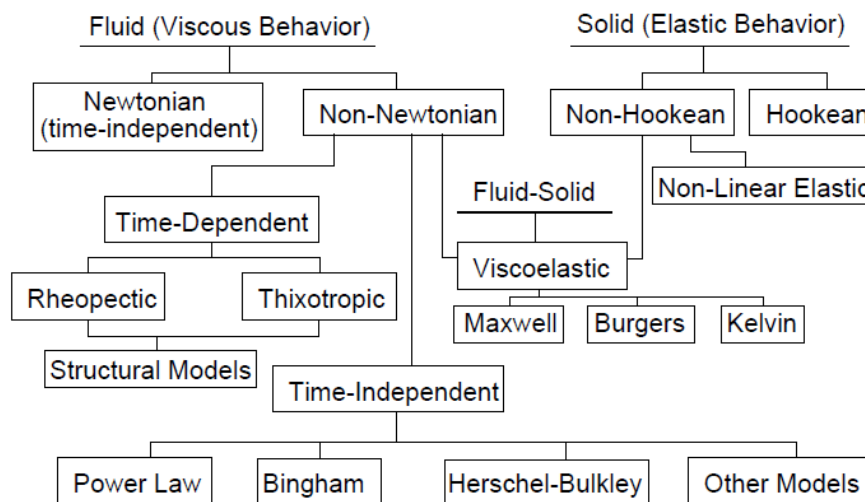 Fluid (Viscous Behavior)
Solid (Elastic Behavior)
Newtonian
(time-independent)
Non-Newtonian
Non-Hookean
Hookean
Fluid-Solid
Non-Linear Elastic
Time-Dependent
Viscoelastic
Rheopectic
Thixotropic
Maxwell
Burgers
Kelvin
Structural Models
Time-Independent
Power Law
Bingham
Herschel-Bulkley
Other Models